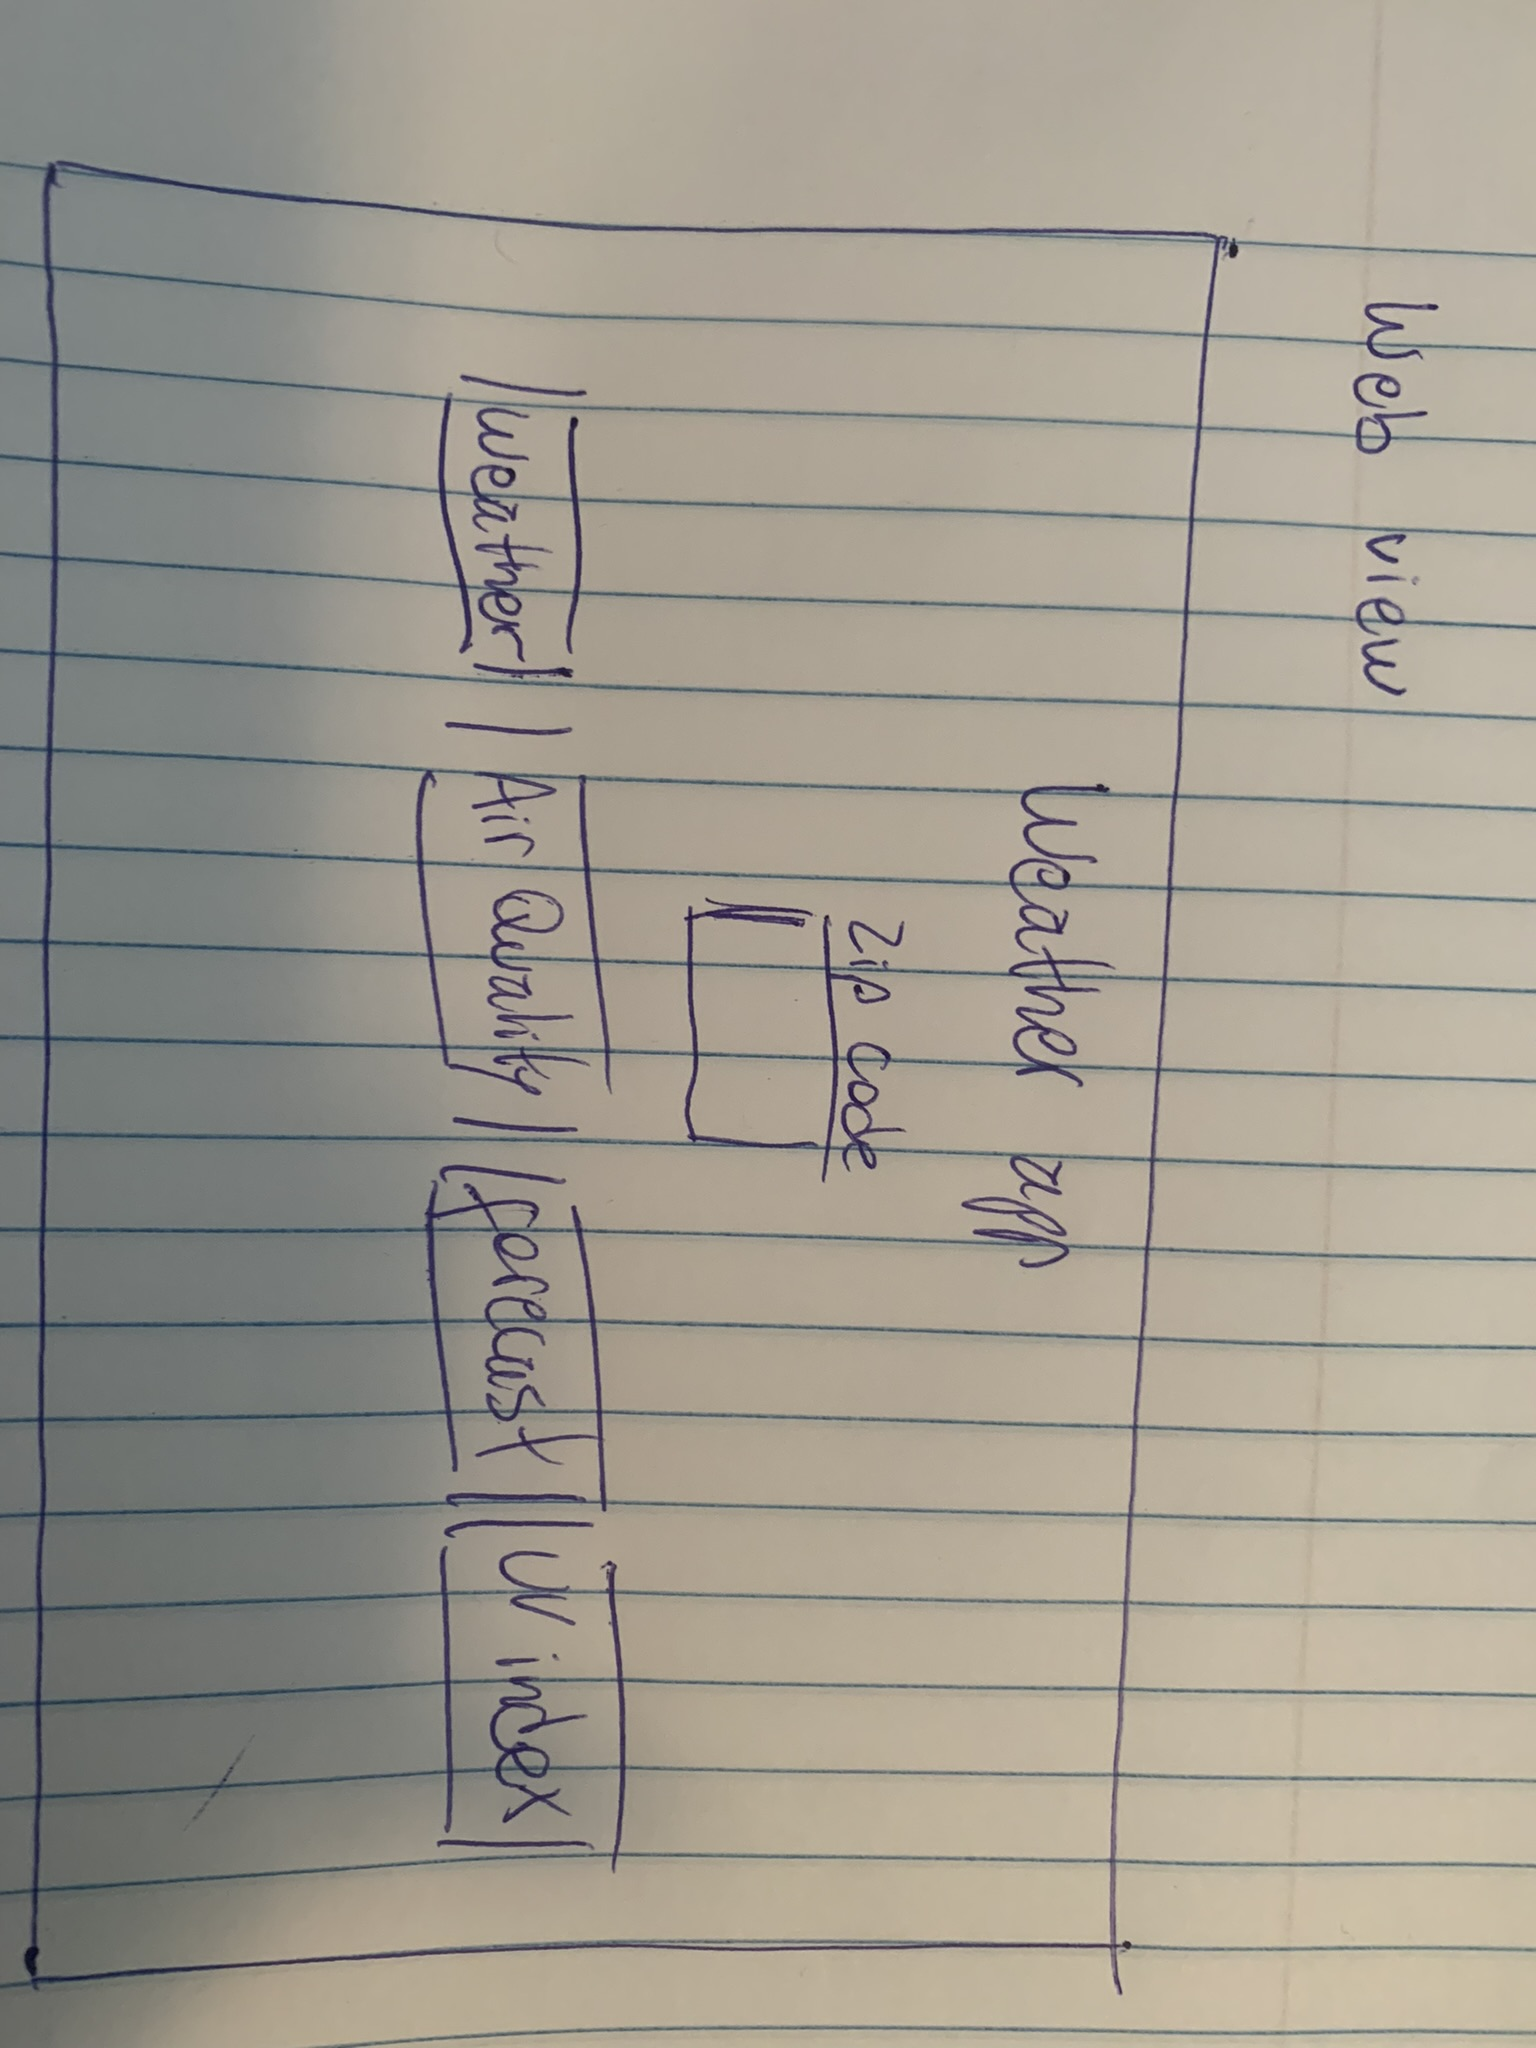 Web view
Weather app
Zip code
Weather Air Quality forecast UV index